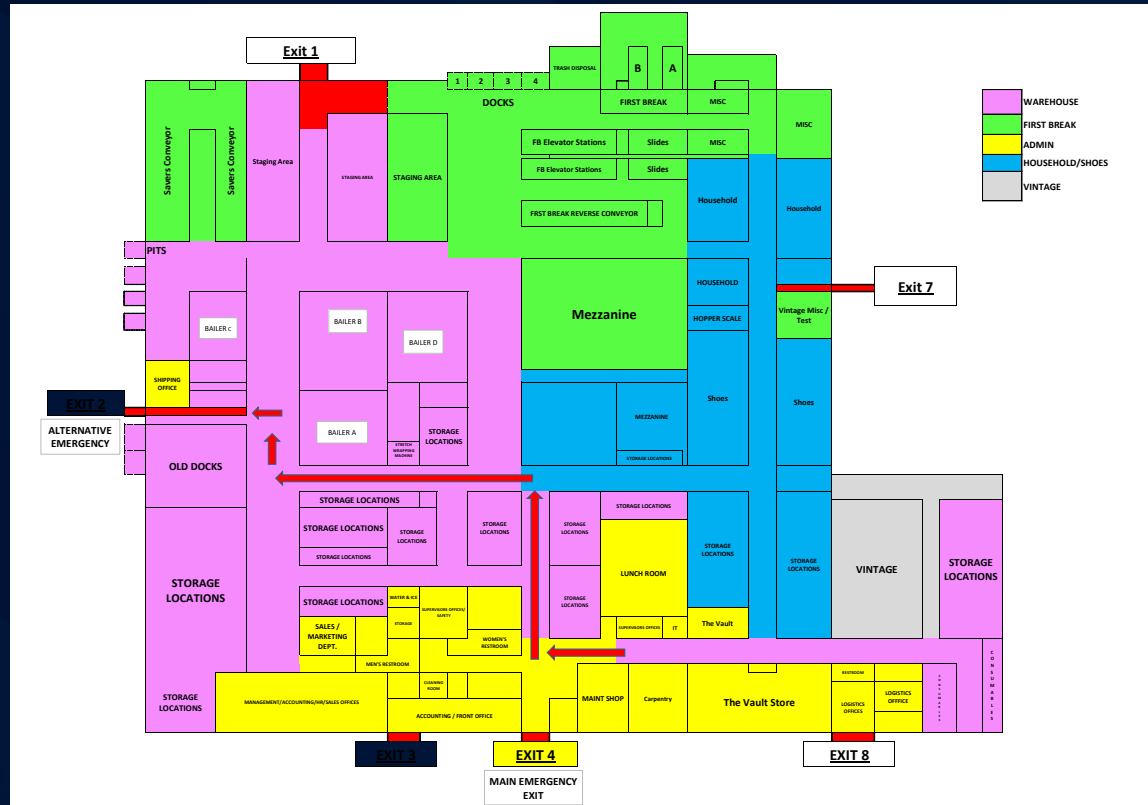 Exit 1
TRASH DISPOSAL
B
A
1
2
3
4
DOCKS
FIRST BREAK
MISC
MISC
WAREHOUSE
FIRST BREAK
ADMIN
HOUSEHOLD/SHOES
VINTAGE
Savers Conveyor
Savers Conveyor
Staging Area
STAGING AREA
STAGING AREA
FB Elevator Stations
Slides
MISC
FB Elevator Stations
Slides
Household
Household
FRST BREAK REVERSE CONVEYOR
PITS
HOUSEHOLD
Exit 7
Mezzanine
HOPPER SCALE
Vintage Misc /
Test
BAILER c
BAILER B
BAILER D
SHIPPING
OFFICE
Shoes
Shoes
EXIT 2
ALTERNATIVE
EMERGENCY
BAILER A
STORAGE
LOCATIONS
STRETCH
WRAPPING
MACHINE
MEZZANINE
STORAGE LOCATIONS
OLD DOCKS
STORAGE LOCATIONS
STORAGE LOCATIONS
STORAGE LOCATIONS
STORAGE
LOCATIONS
STORAGE
LOCATIONS
STORAGE
LOCATIONS
STORAGE LOCATIONS
STORAGE
LOCATIONS
STORAGE
LOCATIONS
STORAGE
LOCATIONS
LUNCH ROOM
VINTAGE
STORAGE
LOCATIONS
STORAGE
LOCATIONS
STORAGE LOCATIONS
WATER & ICE
STORAGE
SUPERVISORS OFFICES/
SAFETY
SALES /
MARKETING
DEPT.
WOMEN'S
RESTROOM
SUPERVISORS OFFICES
IT
The Vault
MEN'S RESTROOM
CLEANING
ROOM
STORAGE
LOCATIONS
MANAGEMENT/ACCOUNTING/HR/SALES OFFICES
ACCOUNTING / FRONT OFFICE
MAINT SHOP
Carpentry
The Vault Store
RESTROOM
LOGISTICS
OFFICES
LOGISTICS
OFFFICE
CONSUMABLES
CONSUMABLES
EXIT 3
EXIT 4
EXIT 8
MAIN EMERGENCY
EXIT